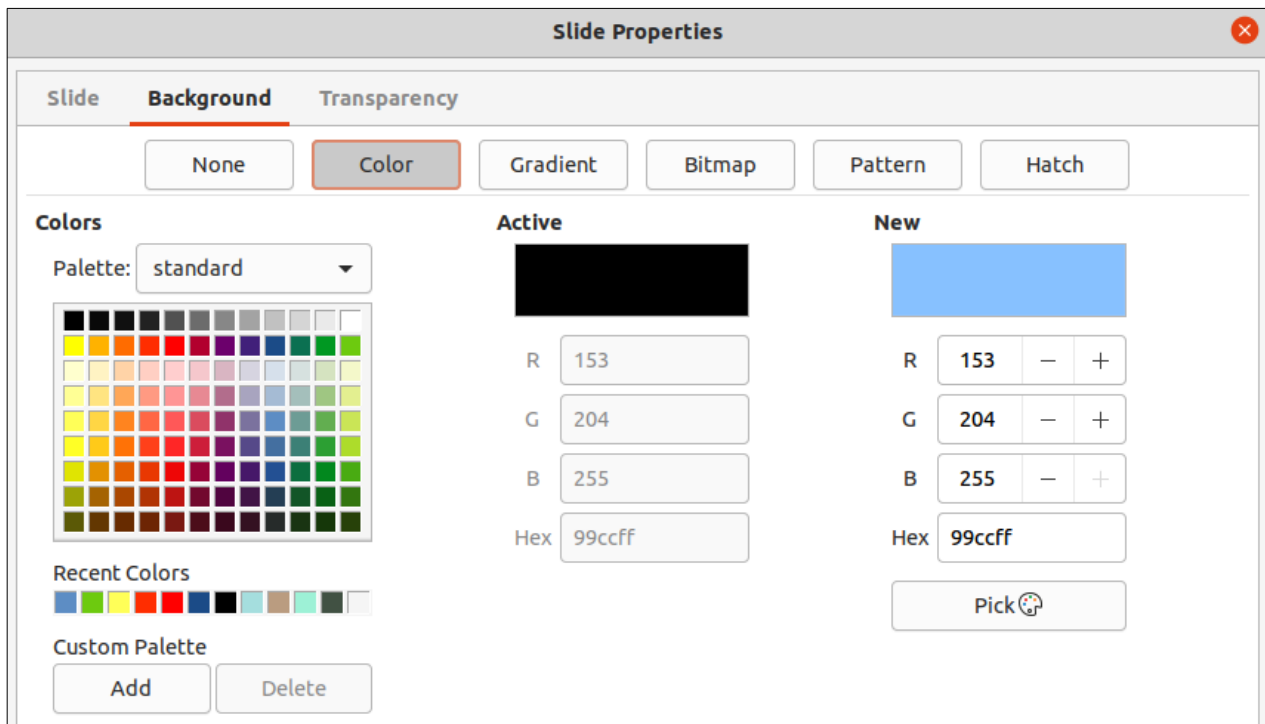 Slide Properties
Slide Background Transparency
None Color Gradient Bitmap Pattern Hatch
Colors Active New
Palette: standard
R 153 R 153 − +
G 204 G 204 − +
B 255 B 255 − +
Hex 99ccff Hex 99ccff
Recent Colors
Pick
Custom Palette
Add Delete